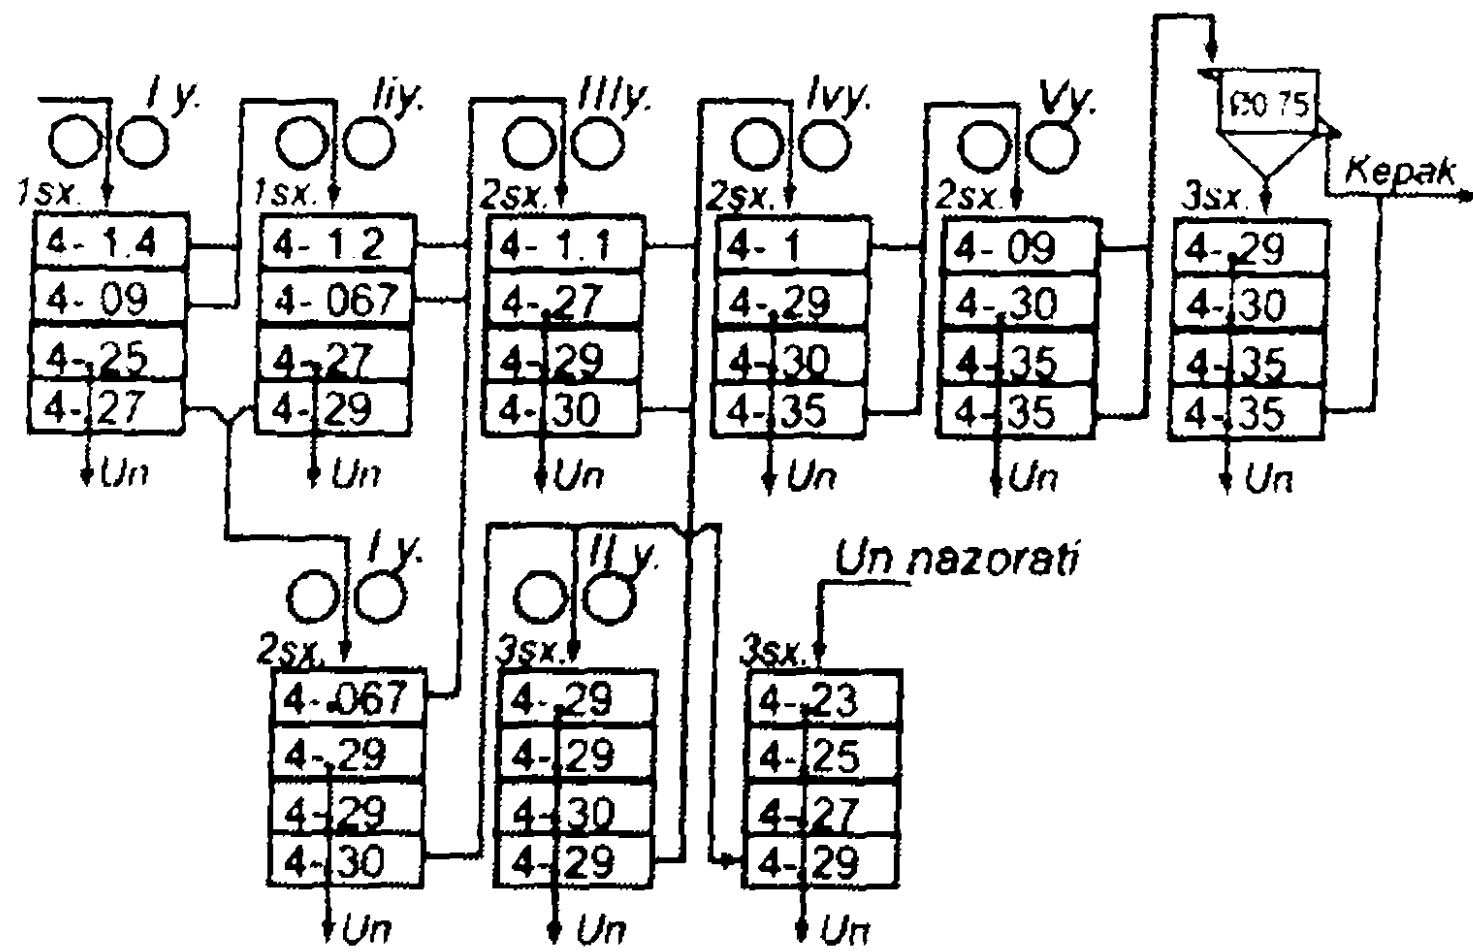 I y.
Iiy.
IIIy.
Ivy.
Vy.
Ø0.75
Kepak
1sx.
1sx.
2sx.
2sx.
2sx.
3sx.
4- 1.4
4- 09
4- 25
4- 27
Un
4- 1.2
4- 067
4- 27
4- 29
Un
4- 1.1
4- 27
4- 29
4- 30
Un
4- 1
4- 29
4- 30
4- 35
Un
4- 09
4- 30
4- 35
4- 35
Un
4- 29
4- 30
4- 35
4- 35
Un
I y.
II y.
Un nazorati
2sx.
3sx.
3sx.
4- 067
4- 29
4- 29
4- 30
Un
4- 29
4- 29
4- 30
4- 29
Un
4- 23
4- 25
4- 27
4- 29
Un